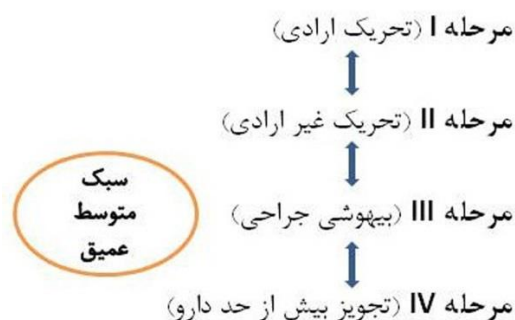 مرحله I (تحریک ارادی)
مرحله II (تحریک غیر ارادی)
مرحله III (بیهوشی جراحی)
سبک
متوسط
عمیق
مرحله IV (تجویز بیش از حد دارو)